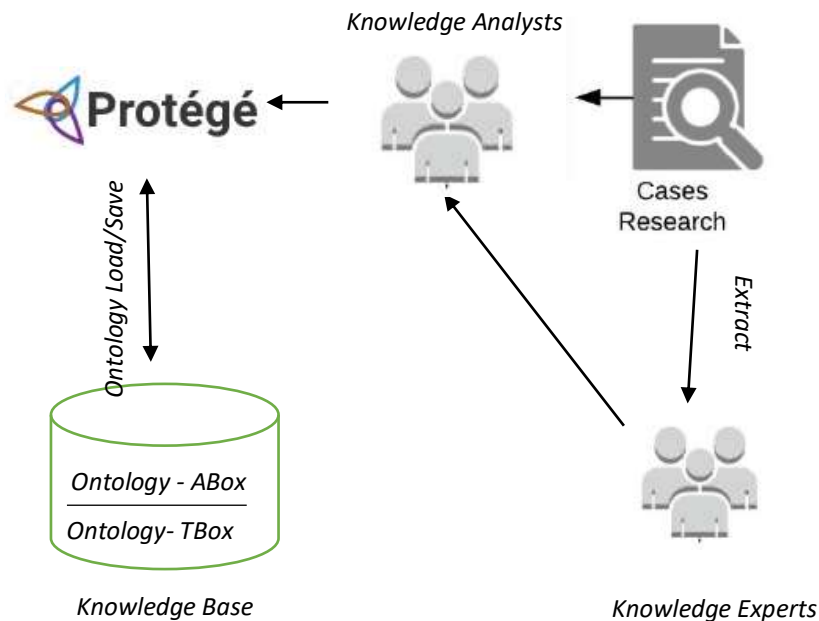 Knowledge Analysts
Protégé
Cases
Research
Ontology Load/Save
Extract
Ontology - ABox
Ontology- TBox
Knowledge Base
Knowledge Experts